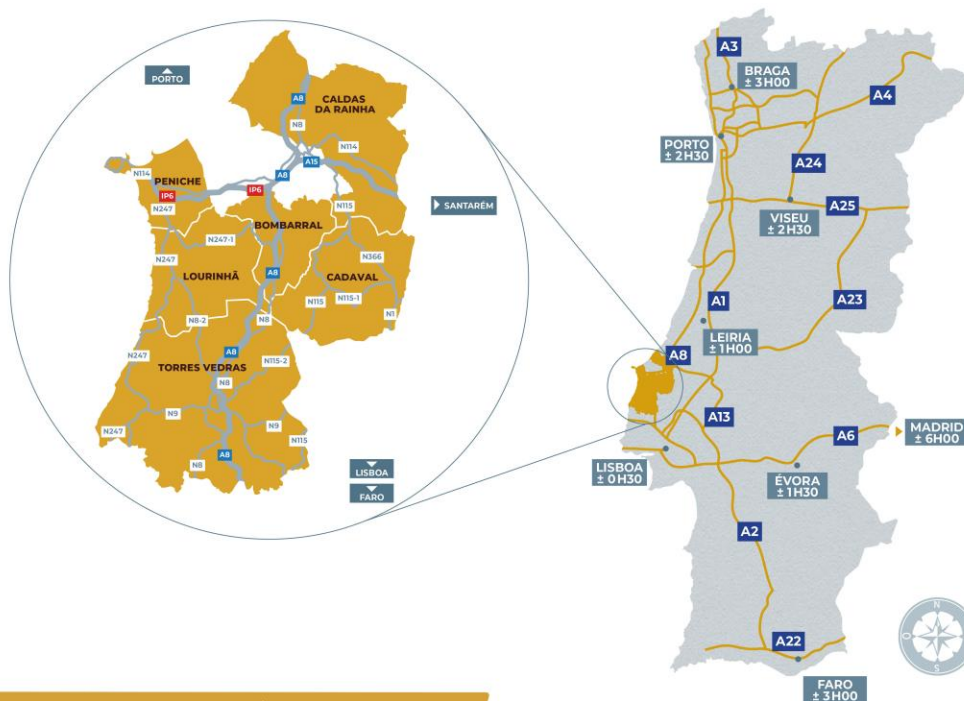 PORTO
A8
CALDAS
DA RAINHA
N8
N114
A15
A8
N114
PENICHE
IP6
IP6
N247
N115
SANTARÉM
BOMBARRAL
N247-1
N247
N366
LOURINHÃ
A8
CADAVAL
N115
N115-1
N8-2
N8
N1
A8
N247
N115-2
TORRES VEDRAS
N8
N9
N9
N247
N115
A8
N8
LISBOA
FARO
A3
BRAGA
± 3H00
A4
PORTO
± 2H30
A24
VISEU
± 2H30
A25
A1
A23
LEIRIA
± 1H00
A8
A13
A6
MADRID
± 6H00
LISBOA
± 0H30
ÉVORA
± 1H30
A2
A22
FARO
± 3H00
N
O
E
S